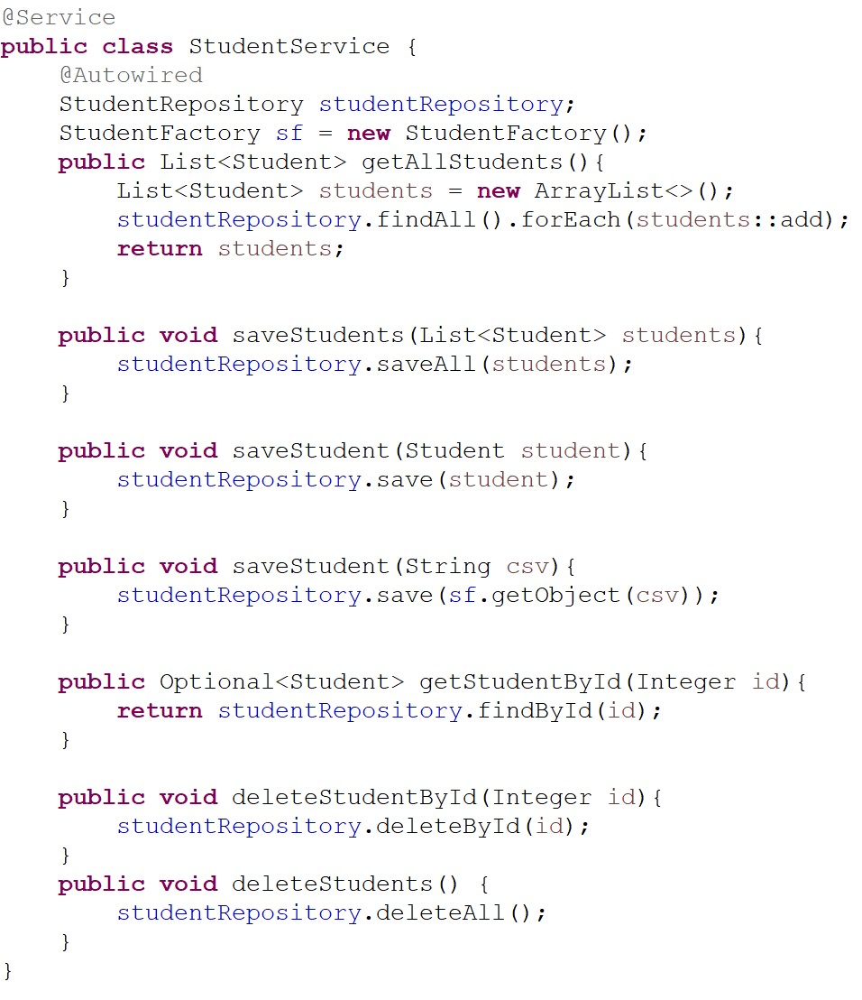 @Service
public class StudentService {
    @Autowired
    StudentRepository studentRepository;
    StudentFactory sf = new StudentFactory();
    public List<Student> getAllStudents(){
        List<Student> students = new ArrayList<>();
        studentRepository.findAll().forEach(students::add);
        return students;
    }

    public void saveStudents(List<Student> students){
        studentRepository.saveAll(students);
    }

    public void saveStudent(Student student){
        studentRepository.save(student);
    }

    public void saveStudent(String csv){
        studentRepository.save(sf.getObject(csv));
    }

    public Optional<Student> getStudentById(Integer id){
        return studentRepository.findById(id);
    }

    public void deleteStudentById(Integer id){
        studentRepository.deleteById(id);
    }
    public void deleteStudents() {
        studentRepository.deleteAll();
    }
}